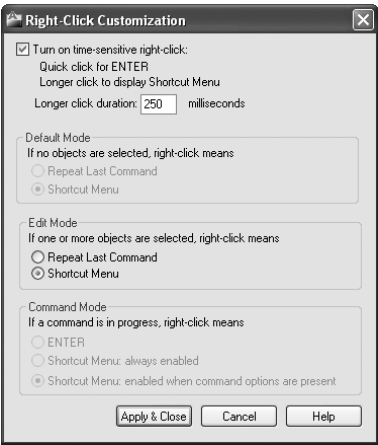 Right-Click Customization
Turn on time-sensitive right-click:
Quick click for ENTER
Longer click to display Shortcut Menu
Longer click duration: 250 milliseconds
Default Mode
If no objects are selected, right-click means
Repeat Last Command
Shortcut Menu
Edit Mode
If one or more objects are selected, right-click means
Repeat Last Command
Shortcut Menu
Command Mode
If a command is in progress, right-click means
ENTER
Shortcut Menu: always enabled
Shortcut Menu: enabled when command options are present
Apply & Close Cancel Help